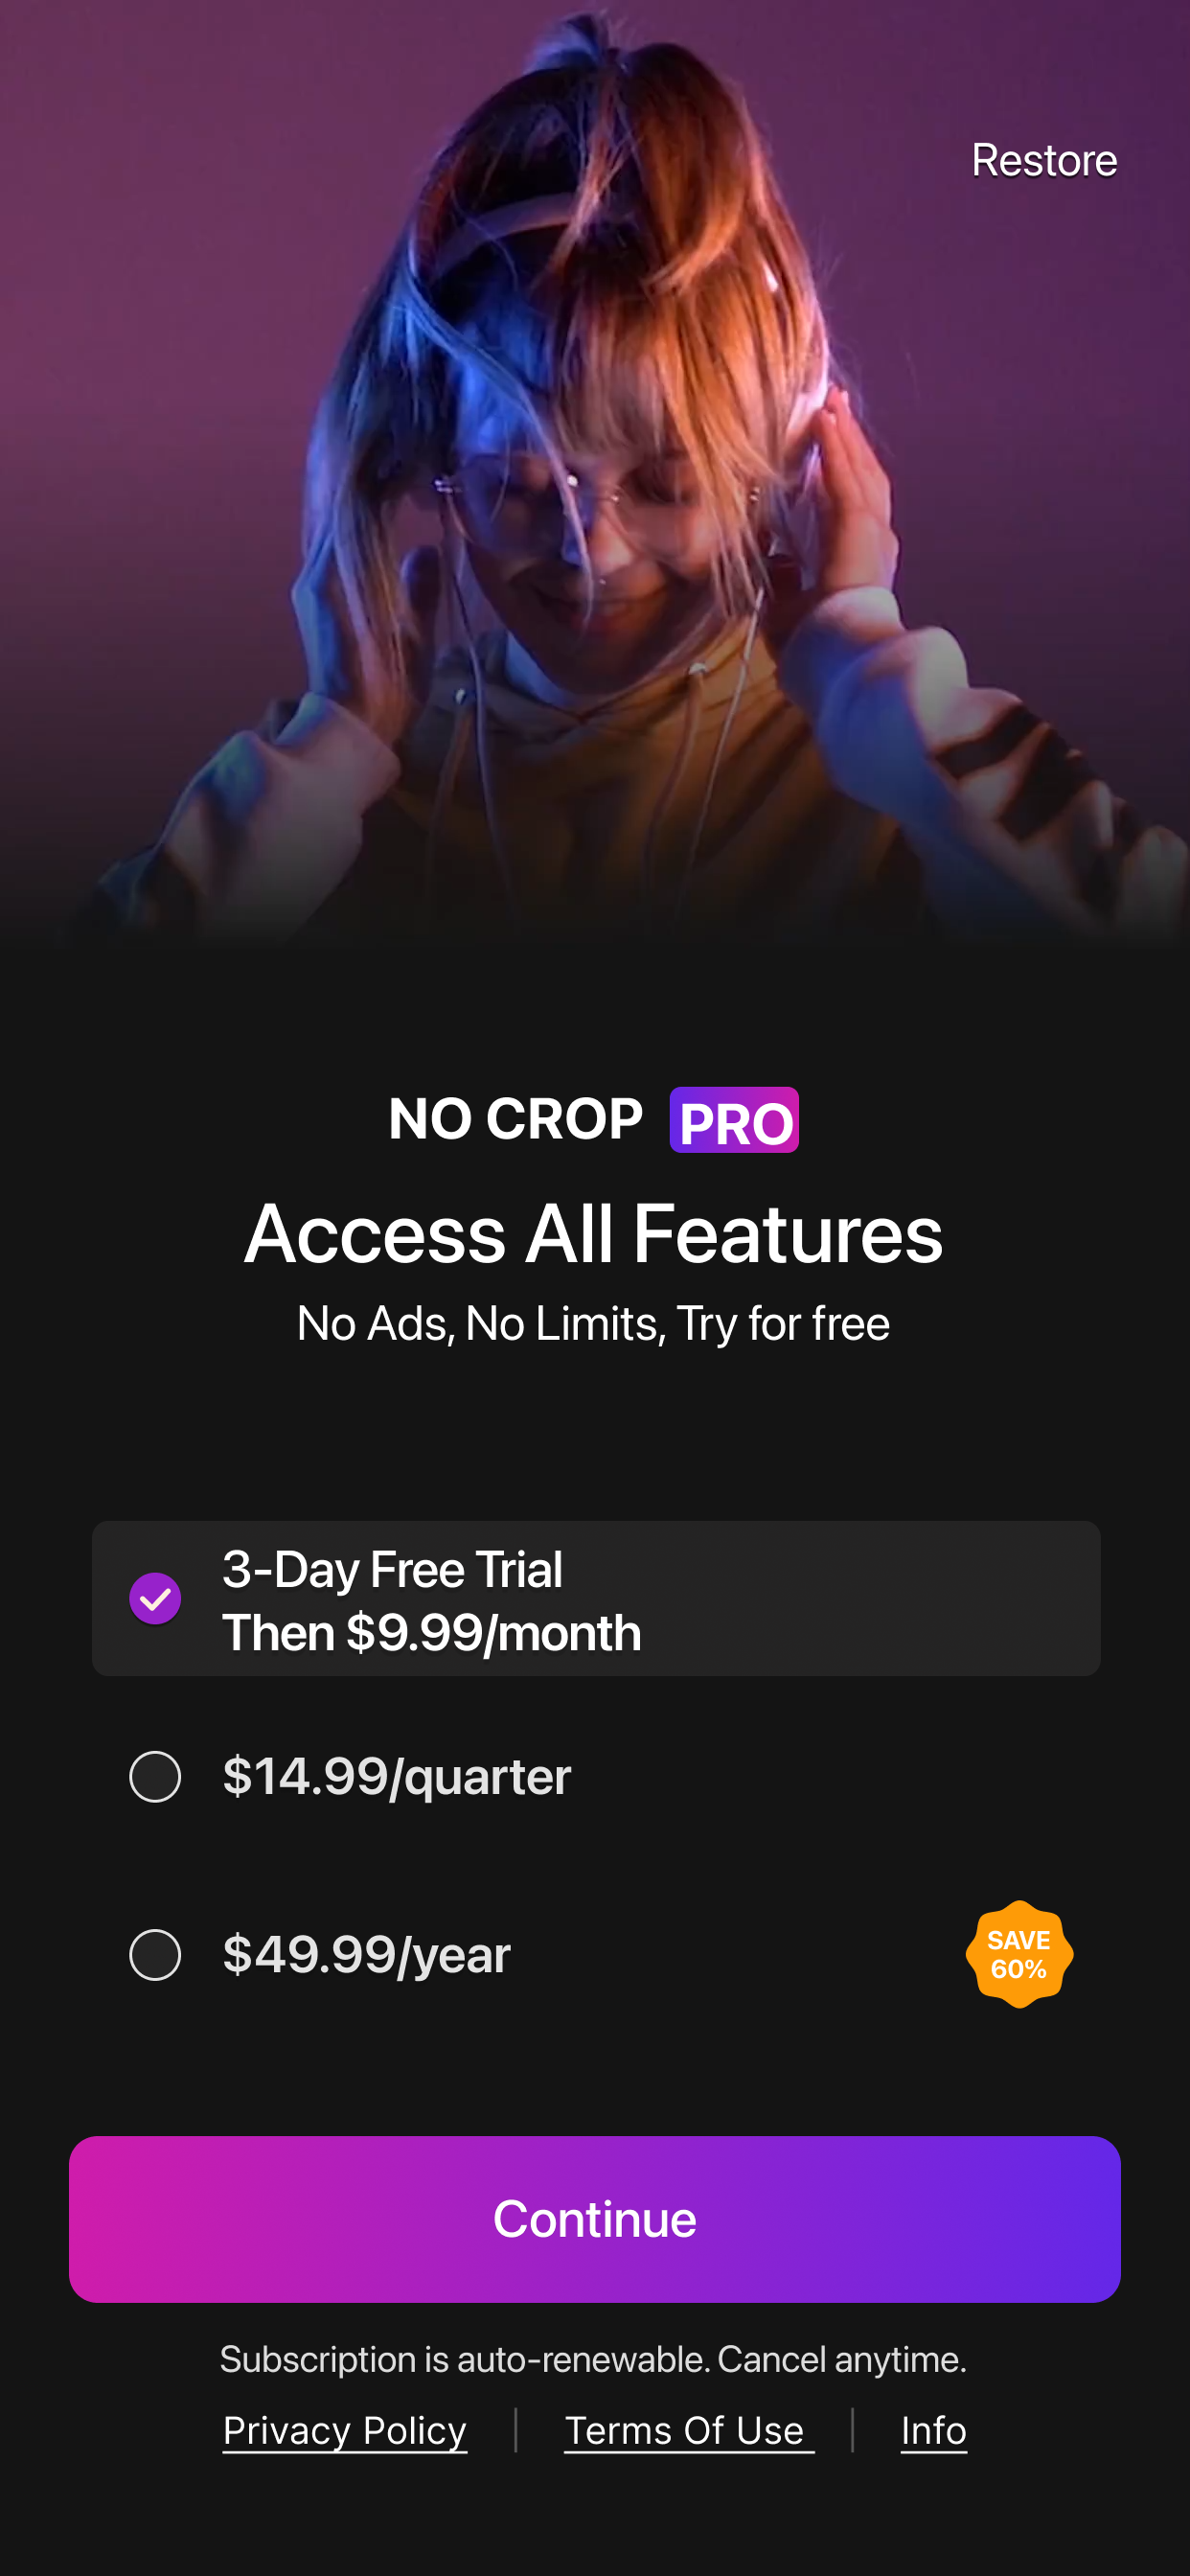 Restore
NO CROP PRO
Access All Features
No Ads, No Limits, Try for free
3-Day Free Trial
Then $9.99/month
$14.99/quarter
$49.99/year
SAVE
60%
Continue
Subscription is auto-renewable. Cancel anytime.
Privacy Policy | Terms Of Use | Info